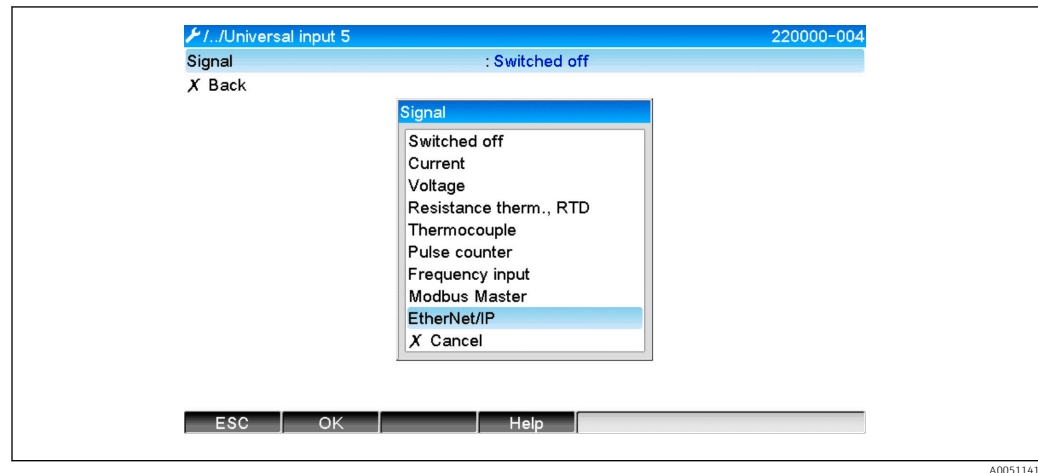 /../Universal input 5 220000-004
Signal : Switched off
X Back
Signal
Switched off
Current
Voltage
Resistance therm., RTD
Thermocouple
Pulse counter
Frequency input
Modbus Master
EtherNet/IP
X Cancel
ESC OK Help
A0051141